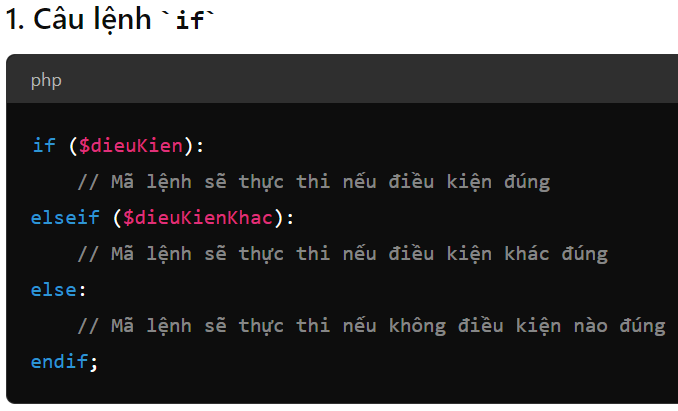 1. Câu lệnh `if`
php
if ($dieuKien):
    // Mã lệnh sẽ thực thi nếu điều kiện đúng
elseif ($dieuKienKhac):
    // Mã lệnh sẽ thực thi nếu điều kiện khác đúng
else:
    // Mã lệnh sẽ thực thi nếu không điều kiện nào đúng
endif;